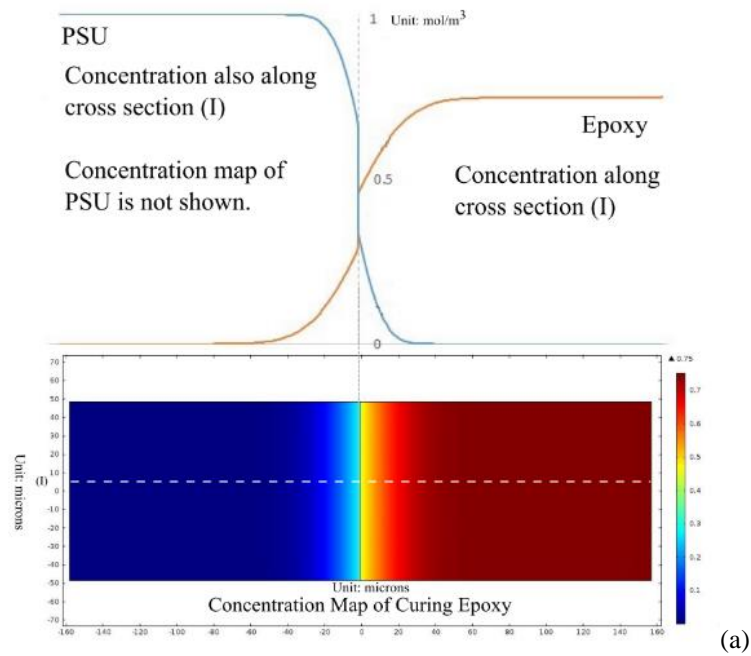 1
Unit: mol/m³
PSU
Concentration also along
cross section (I)
Epoxy
Concentration map of
PSU is not shown.
0.5
Concentration along
cross section (I)
0
70
60
50
40
30
20
10
0
-10
-20
-30
-40
-50
-60
-70
Unit: microns
(I)
▲ 0.75
0.7
0.6
0.5
0.4
0.3
0.2
0.1
Unit: microns
Concentration Map of Curing Epoxy
-160 -140 -120 -100 -80 -60 -40 -20 0 20 40 60 80 100 120 140 160
(a)